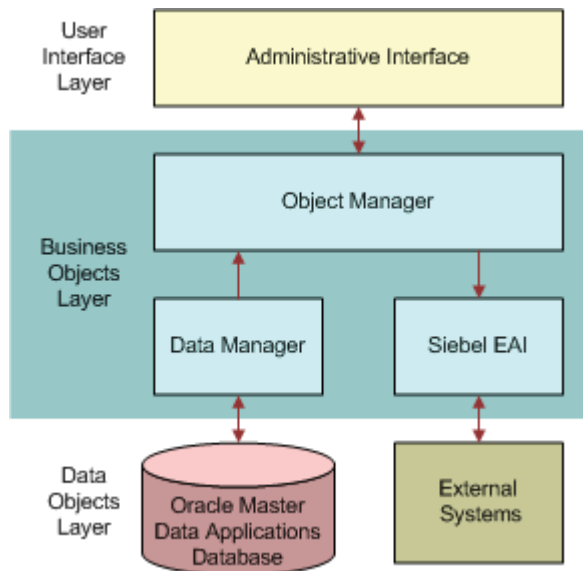 User
Interface
Layer
Administrative Interface
Object Manager
Business
Objects
Layer
Data Manager
Siebel EAI
Data
Objects
Layer
Oracle Master
Data Applications
Database
External
Systems